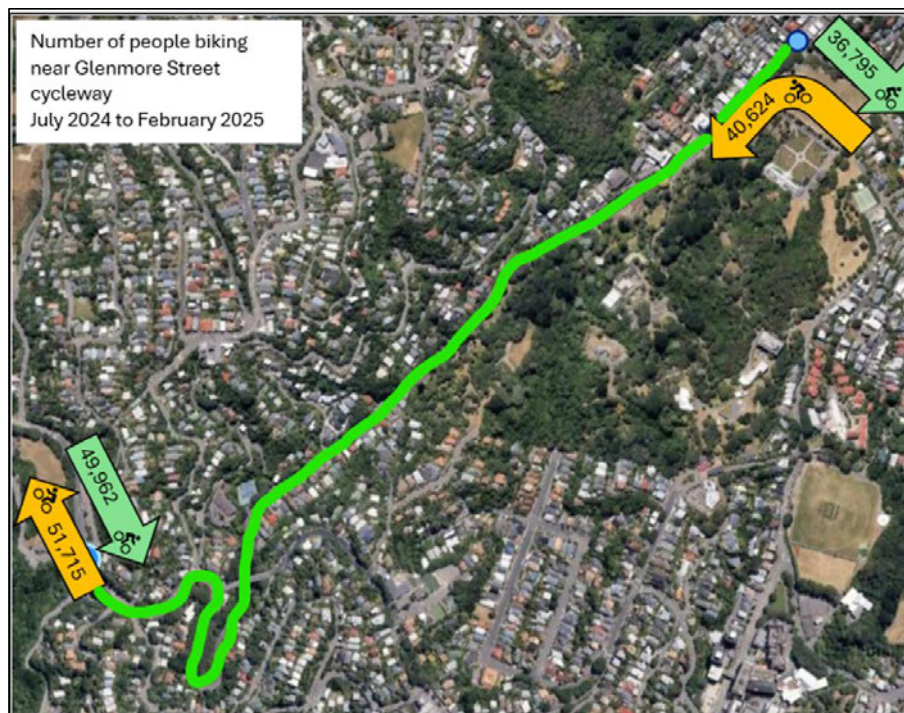 Number of people biking
near Glenmore Street
cycleway
July 2024 to February 2025
36,795
40,624
49,962
51,715